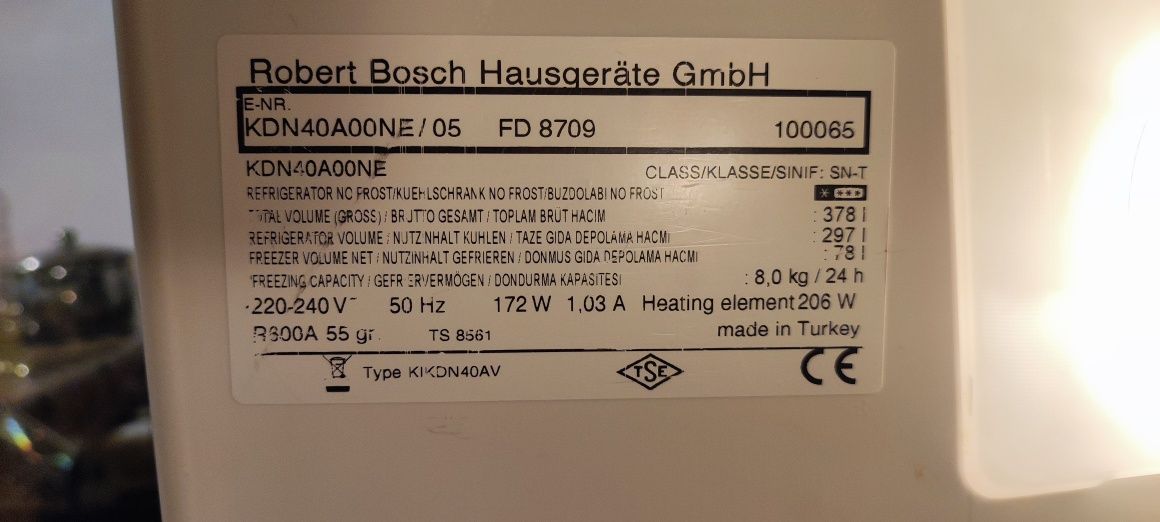 Robert Bosch Hausgeräte GmbH
E-NR.
KDN40A00NE / 05 FD 8709 100065
KDN40A00NE CLASS/KLASSE/SINIF: SN-T
REFRIGERATOR NO FROST/KUEHLSCHRANK NO FROST/BUZDOLABI NO FROST
TOTAL VOLUME (GROSS) / BRUTTO GESAMT / TOPLAM BRÜT HACIM : 378 l
REFRIGERATOR VOLUME / NUTZINHALT KUHLEN / TAZE GIDA DEPOLAMA HACMI : 297 l
FREEZER VOLUME NET / NUTZINHALT GEFRIEREN / DONMUS GIDA DEPOLAMA HACMI : 78 l
FREEZING CAPACITY / GEFRIERVERMÖGEN / DONDURMA KAPASITESI : 8,0 kg / 24 h
220-240 V~ 50 Hz 172 W 1,03 A Heating element 206 W
R600A 55 gr. TS 8561 made in Turkey
Type KIKDN40AV TSE CE